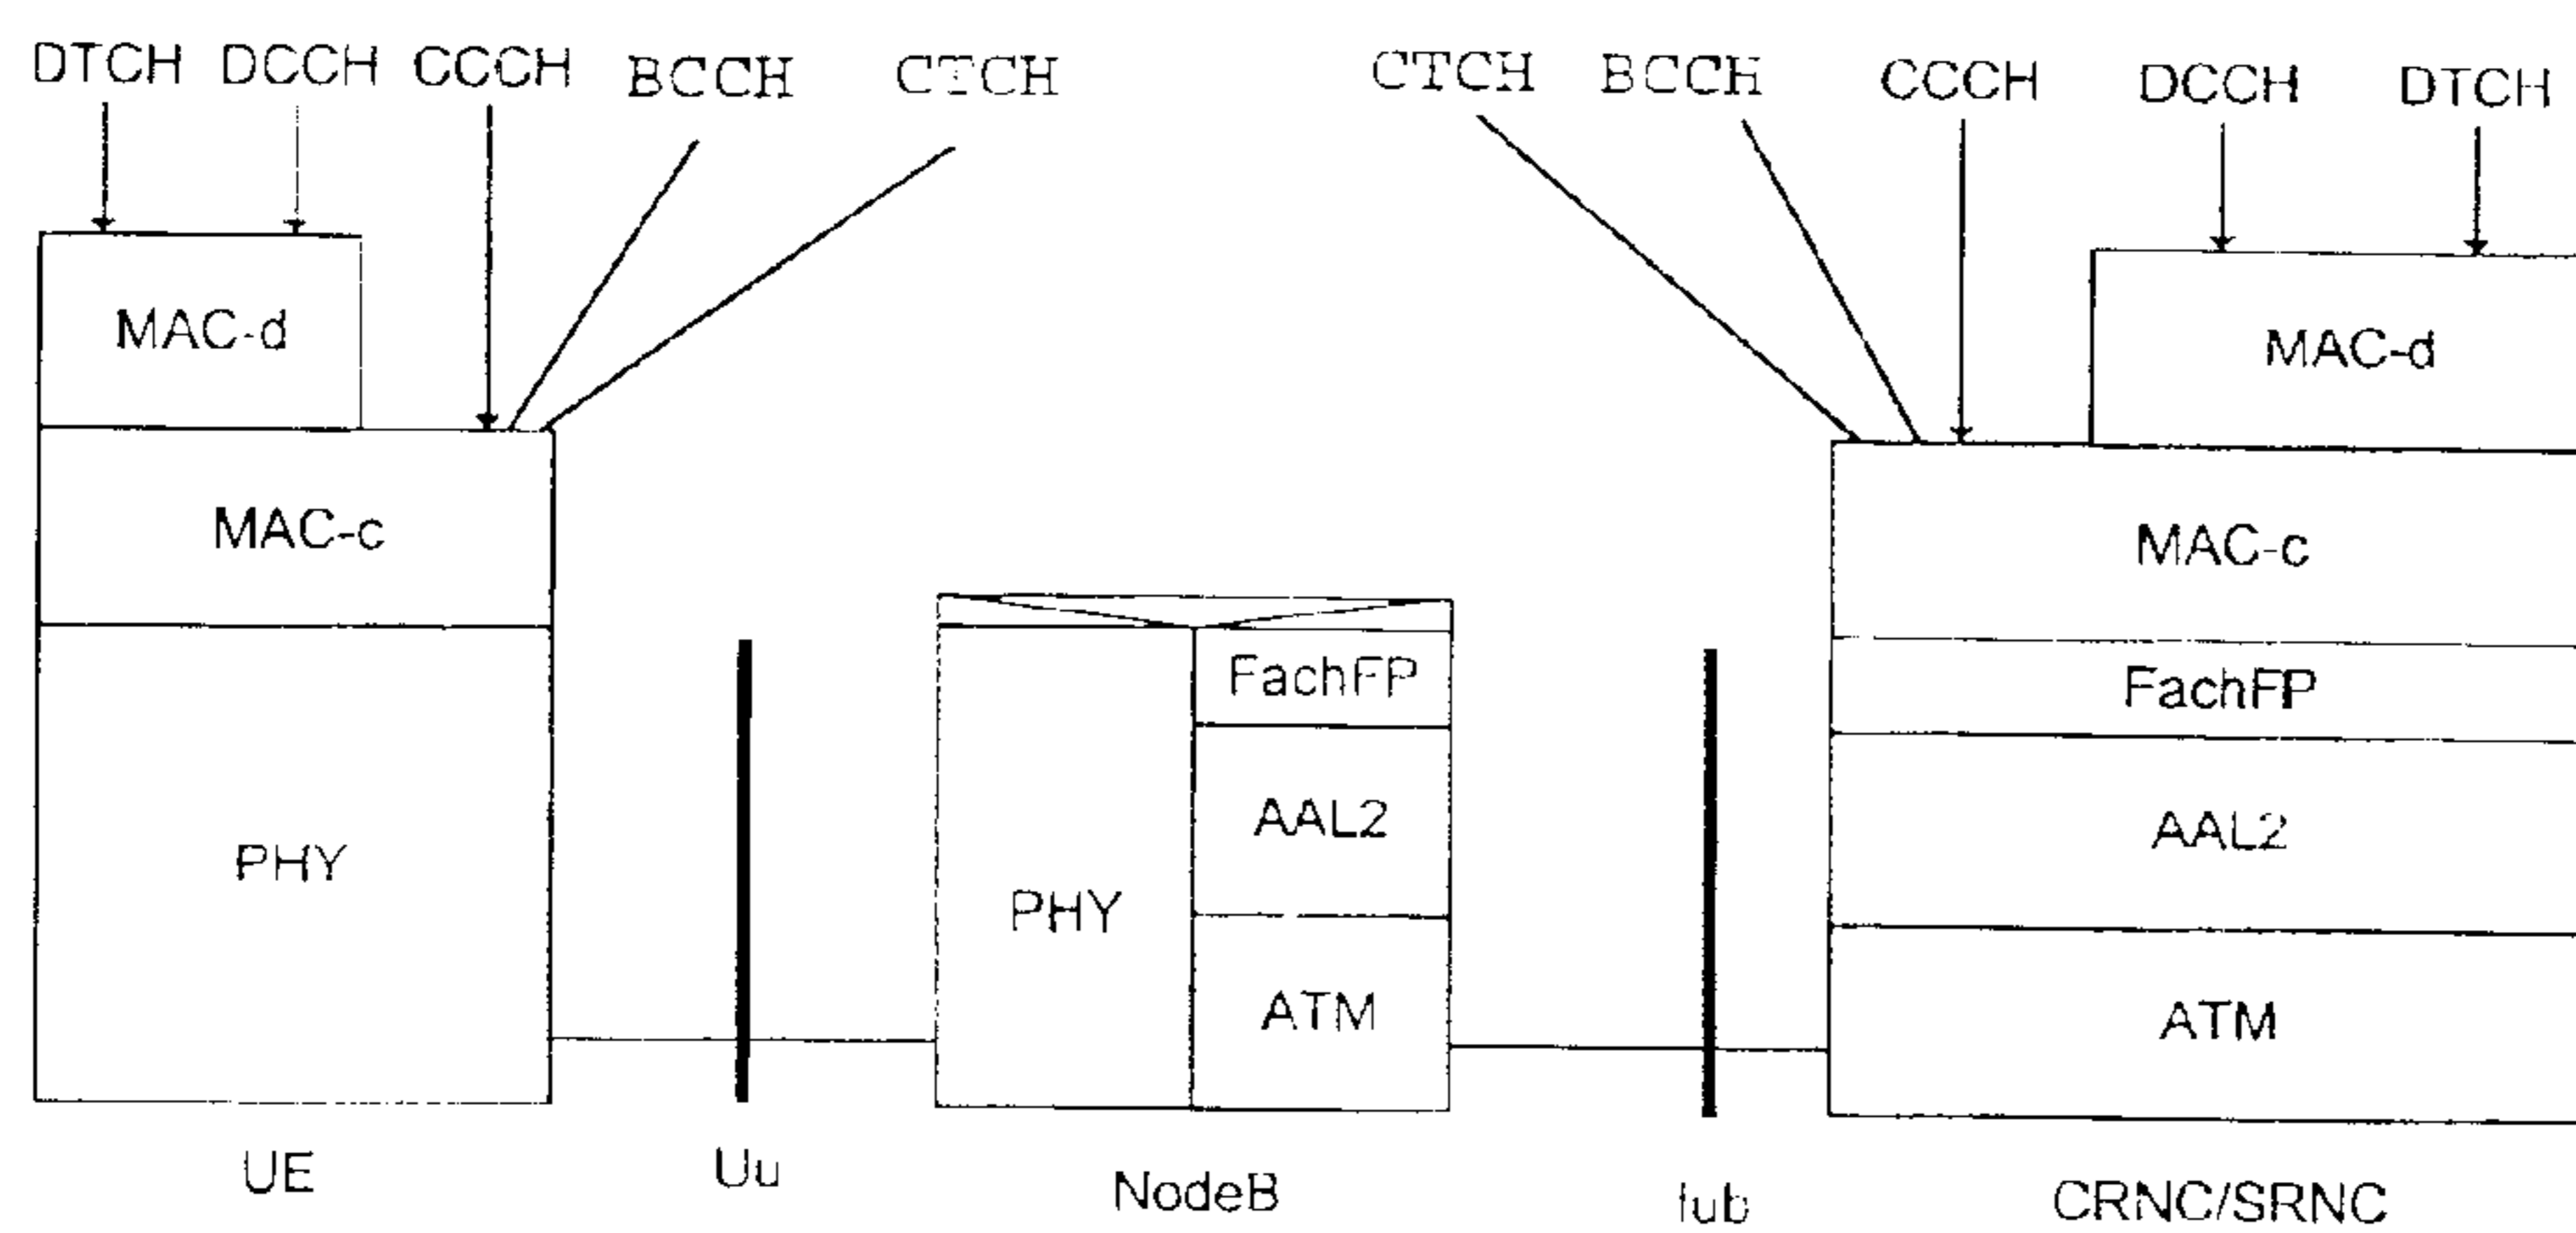 DTCH DCCH CCCH BCCH CTCH CTCH BCCH CCCH DCCH DTCH
MAC-d MAC-d
MAC-c MAC-c
FachFP FachFP
AAL2 AAL2
PHY PHY
ATM ATM
UE Uu NodeB Iub CRNC/SRNC